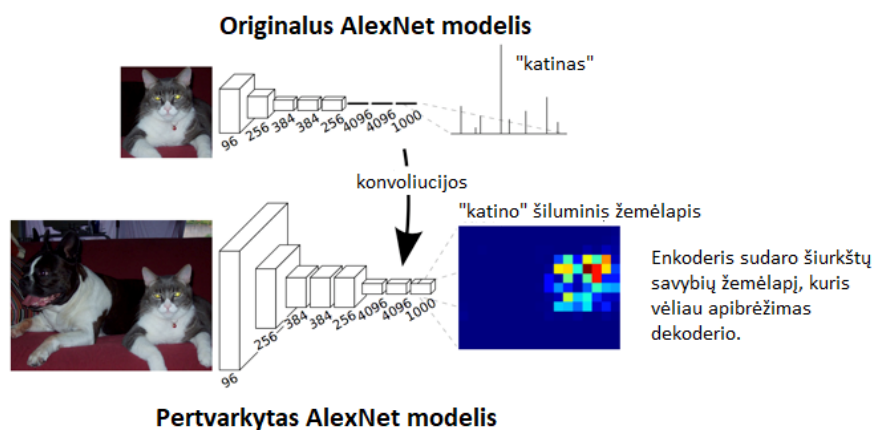 Originalus AlexNet modelis
"katinas"
96 256 384 384 256 4096 4096 1000
konvoliucijos
"katino" šiluminis žemėlapis
Enkoderis sudaro šiurkštų
savybių žemėlapį, kuris
vėliau apibrėžimas
dekoderio.
96 256 384 384 256 4096 4096 1000
Pertvarkytas AlexNet modelis